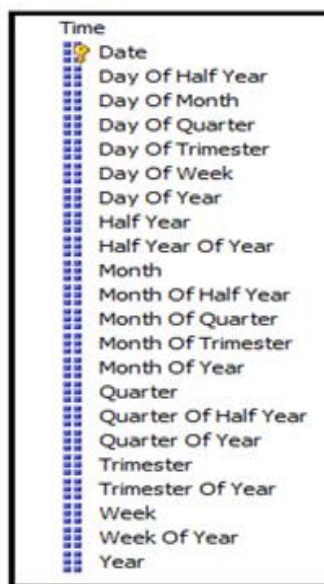 Time
Date
Day Of Half Year
Day Of Month
Day Of Quarter
Day Of Trimester
Day Of Week
Day Of Year
Half Year
Half Year Of Year
Month
Month Of Half Year
Month Of Quarter
Month Of Trimester
Month Of Year
Quarter
Quarter Of Half Year
Quarter Of Year
Trimester
Trimester Of Year
Week
Week Of Year
Year